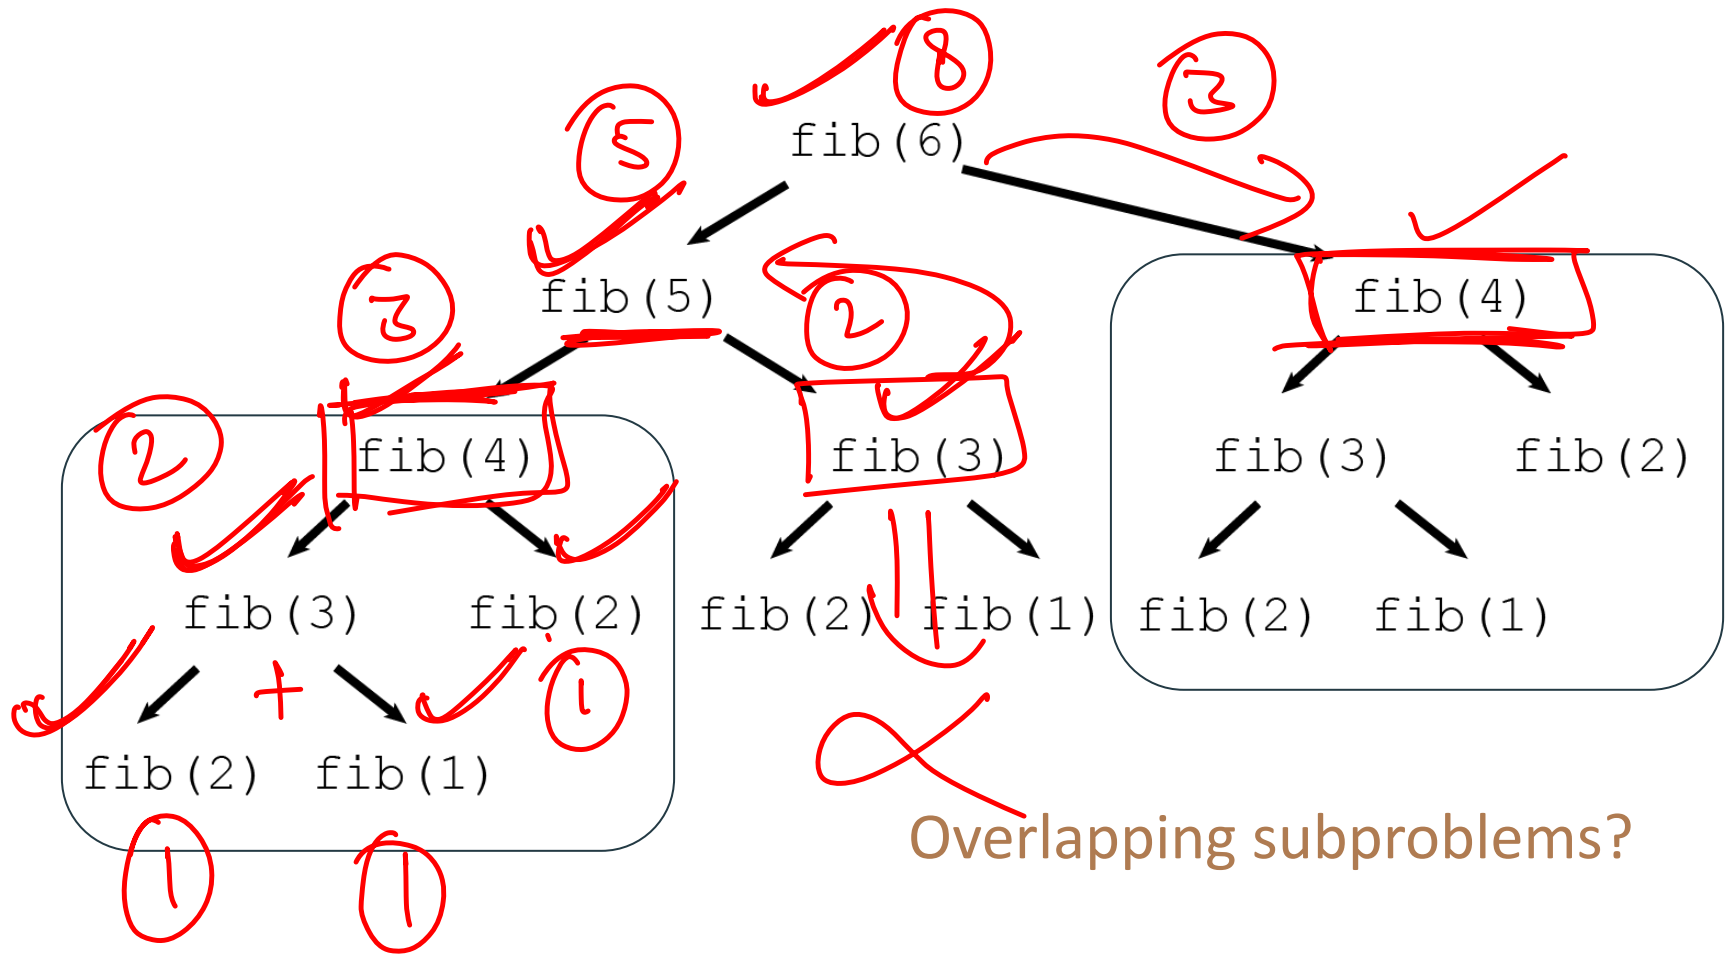 8
3
fib(6)
5
fib(5)
fib(4)
3
2
2
fib(4)
fib(3)
fib(3)
fib(2)
fib(3)
fib(2)
fib(2)
fib(1)
fib(2)
fib(1)
+
1
fib(2)
fib(1)
Overlapping subproblems?
1
1